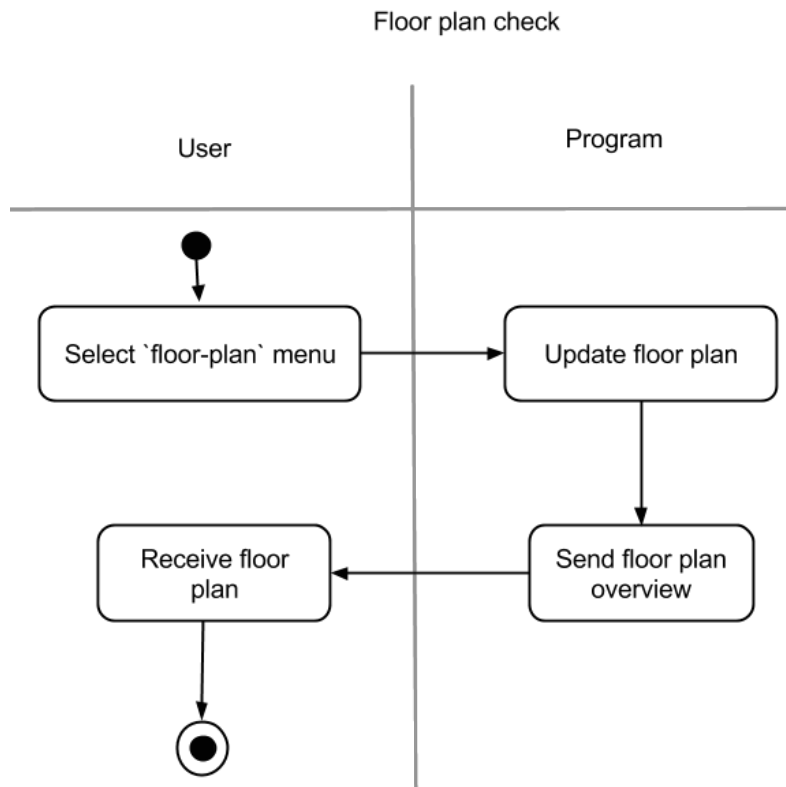 Floor plan check
User
Program
Select `floor-plan` menu
Update floor plan
Receive floor
plan
Send floor plan
overview